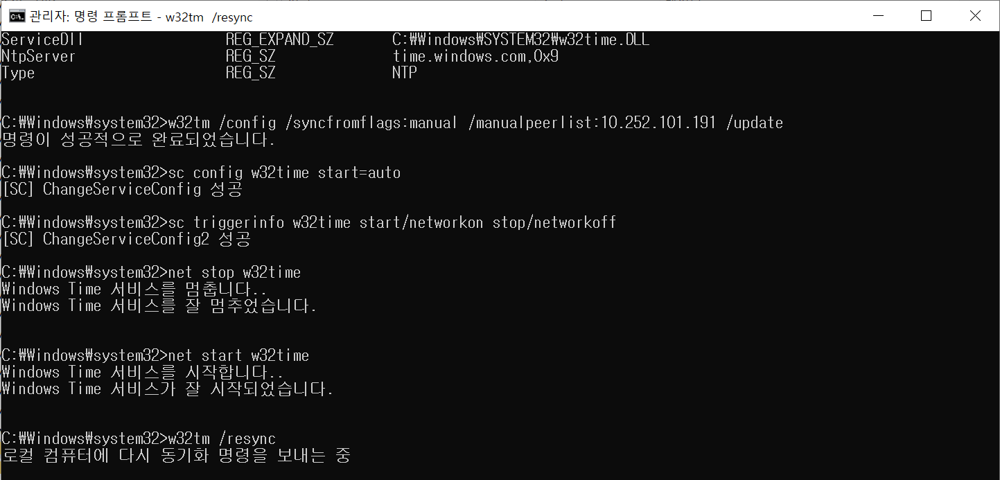 관리자: 명령 프롬프트 - w32tm  /resync
ServiceDll REG_EXPAND_SZ C:₩Windows₩SYSTEM32₩w32time.DLL
NtpServer REG_SZ time.windows.com,0x9
Type REG_SZ NTP
C:₩Windows₩system32>w32tm /config /syncfromflags:manual /manualpeerlist:10.252.101.191 /update
명령이 성공적으로 완료되었습니다.
C:₩Windows₩system32>sc config w32time start=auto
[SC] ChangeServiceConfig 성공
C:₩Windows₩system32>sc triggerinfo w32time start/networkon stop/networkoff
[SC] ChangeServiceConfig2 성공
C:₩Windows₩system32>net stop w32time
Windows Time 서비스를 멈춥니다..
Windows Time 서비스를 잘 멈추었습니다.
C:₩Windows₩system32>net start w32time
Windows Time 서비스를 시작합니다..
Windows Time 서비스가 잘 시작되었습니다.
C:₩Windows₩system32>w32tm /resync
로컬 컴퓨터에 다시 동기화 명령을 보내는 중